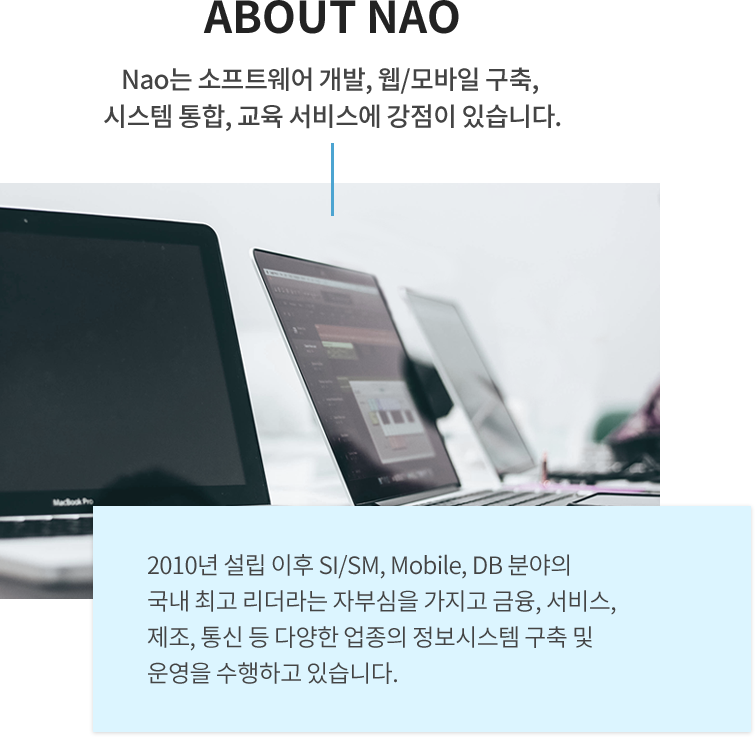 ABOUT NAO
Nao는 소프트웨어 개발, 웹/모바일 구축,
시스템 통합, 교육 서비스에 강점이 있습니다.
MacBook Pro
2010년 설립 이후 SI/SM, Mobile, DB 분야의
국내 최고 리더라는 자부심을 가지고 금융, 서비스,
제조, 통신 등 다양한 업종의 정보시스템 구축 및
운영을 수행하고 있습니다.